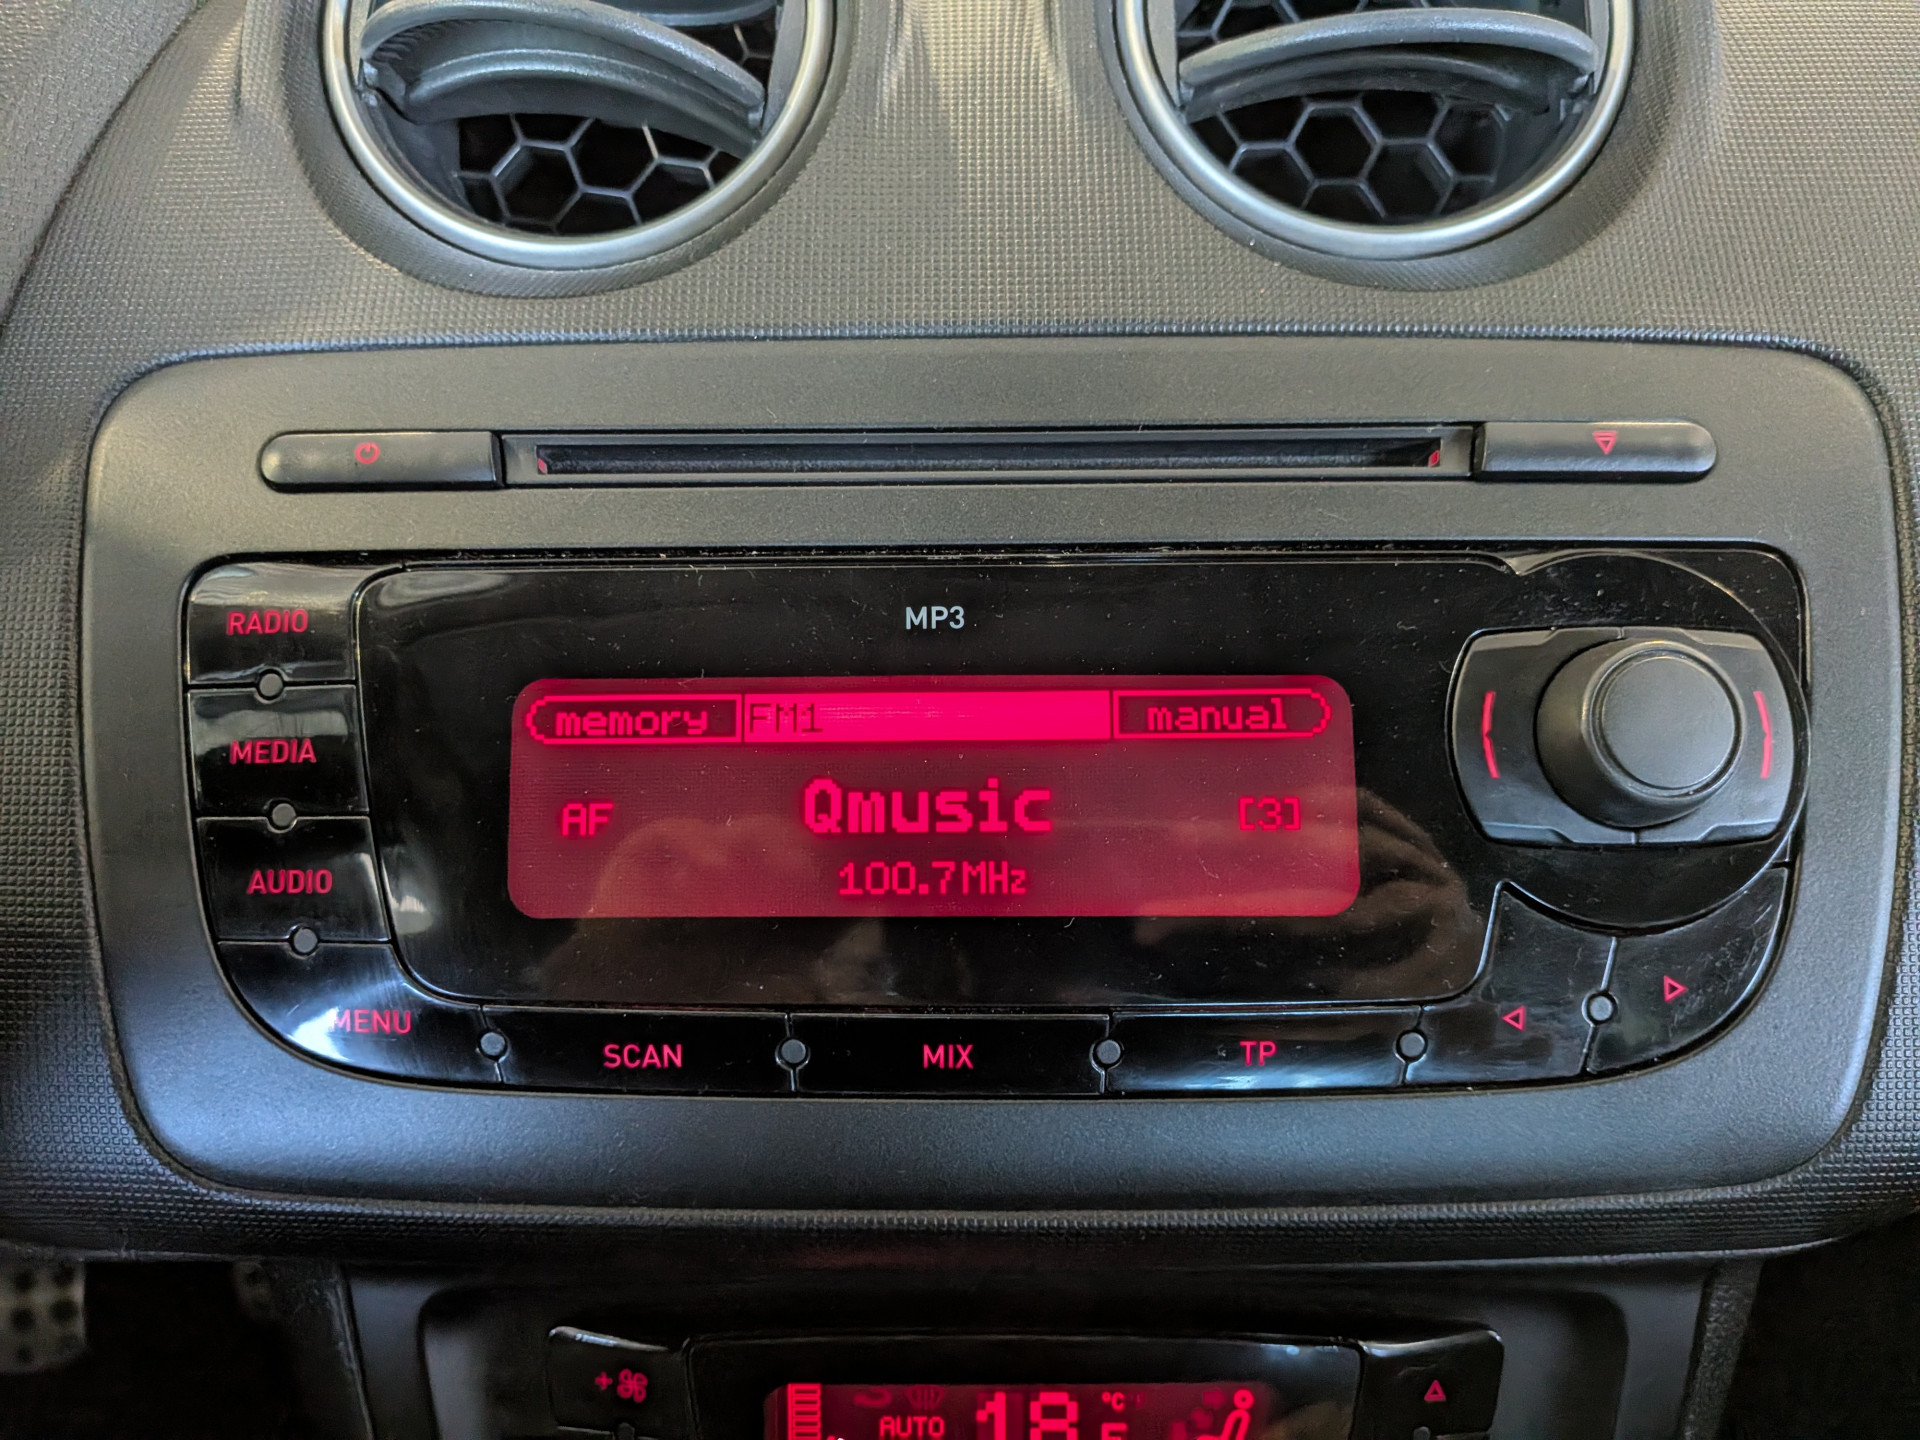 RADIO
MP3
memory FM1 manual
MEDIA
AF Qmusic [3]
100.7MHz
AUDIO
MENU
SCAN MIX TP
AUTO 18 °C